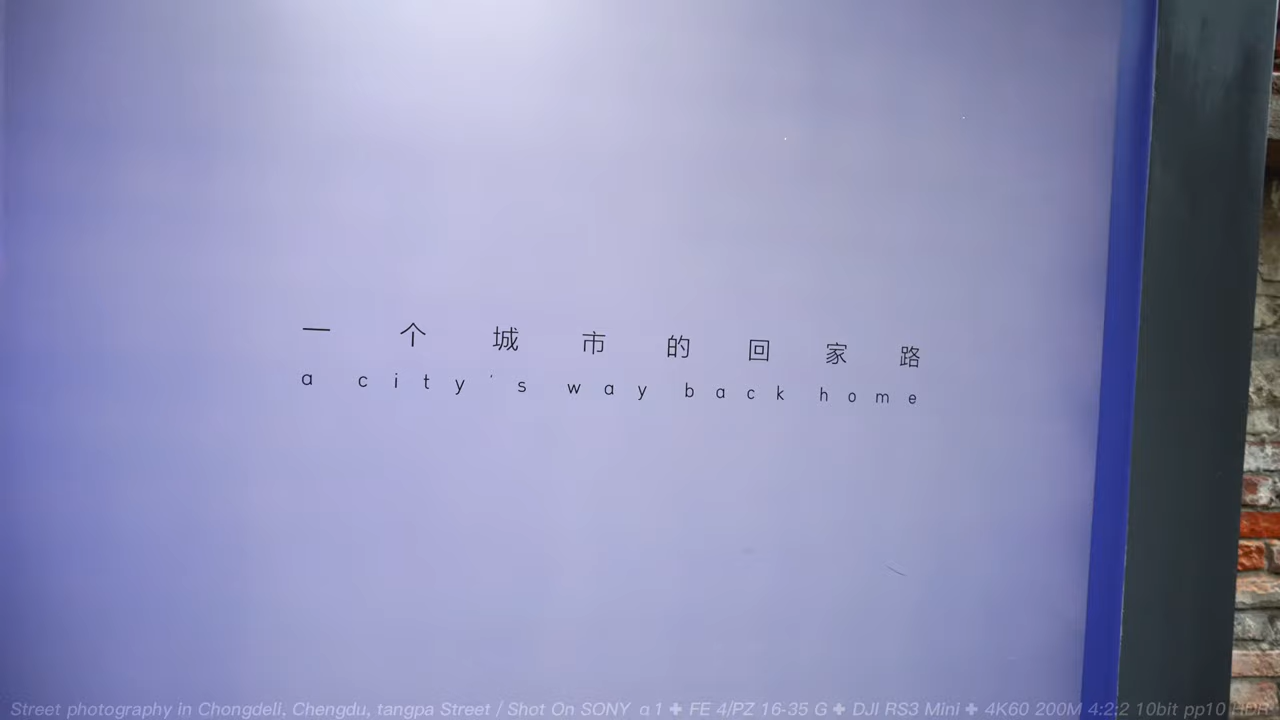 一个城市的回家路
a city's way back home
Street photography in Chongdell, Chengdu, tangpa Street / Shot On SONY α1 ✚ FE 4/PZ 16-35 G ✚ DJI RS3 Mini ✚ 4K60 200M 4:2:2 10bit pp10 HDR